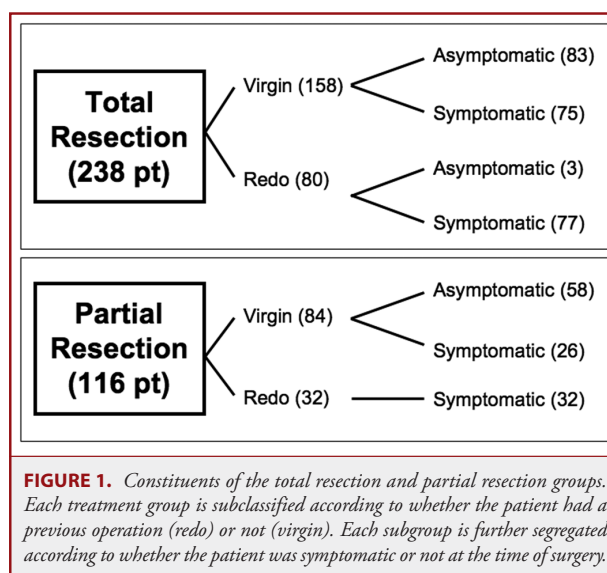 Total
Resection
(238 pt)
Virgin (158)
Asymptomatic (83)
Symptomatic (75)
Redo (80)
Asymptomatic (3)
Symptomatic (77)
Partial
Resection
(116 pt)
Virgin (84)
Asymptomatic (58)
Symptomatic (26)
Redo (32)
Symptomatic (32)
FIGURE 1. Constituents of the total resection and partial resection groups.
Each treatment group is subclassified according to whether the patient had a
previous operation (redo) or not (virgin). Each subgroup is further segregated
according to whether the patient was symptomatic or not at the time of surgery.